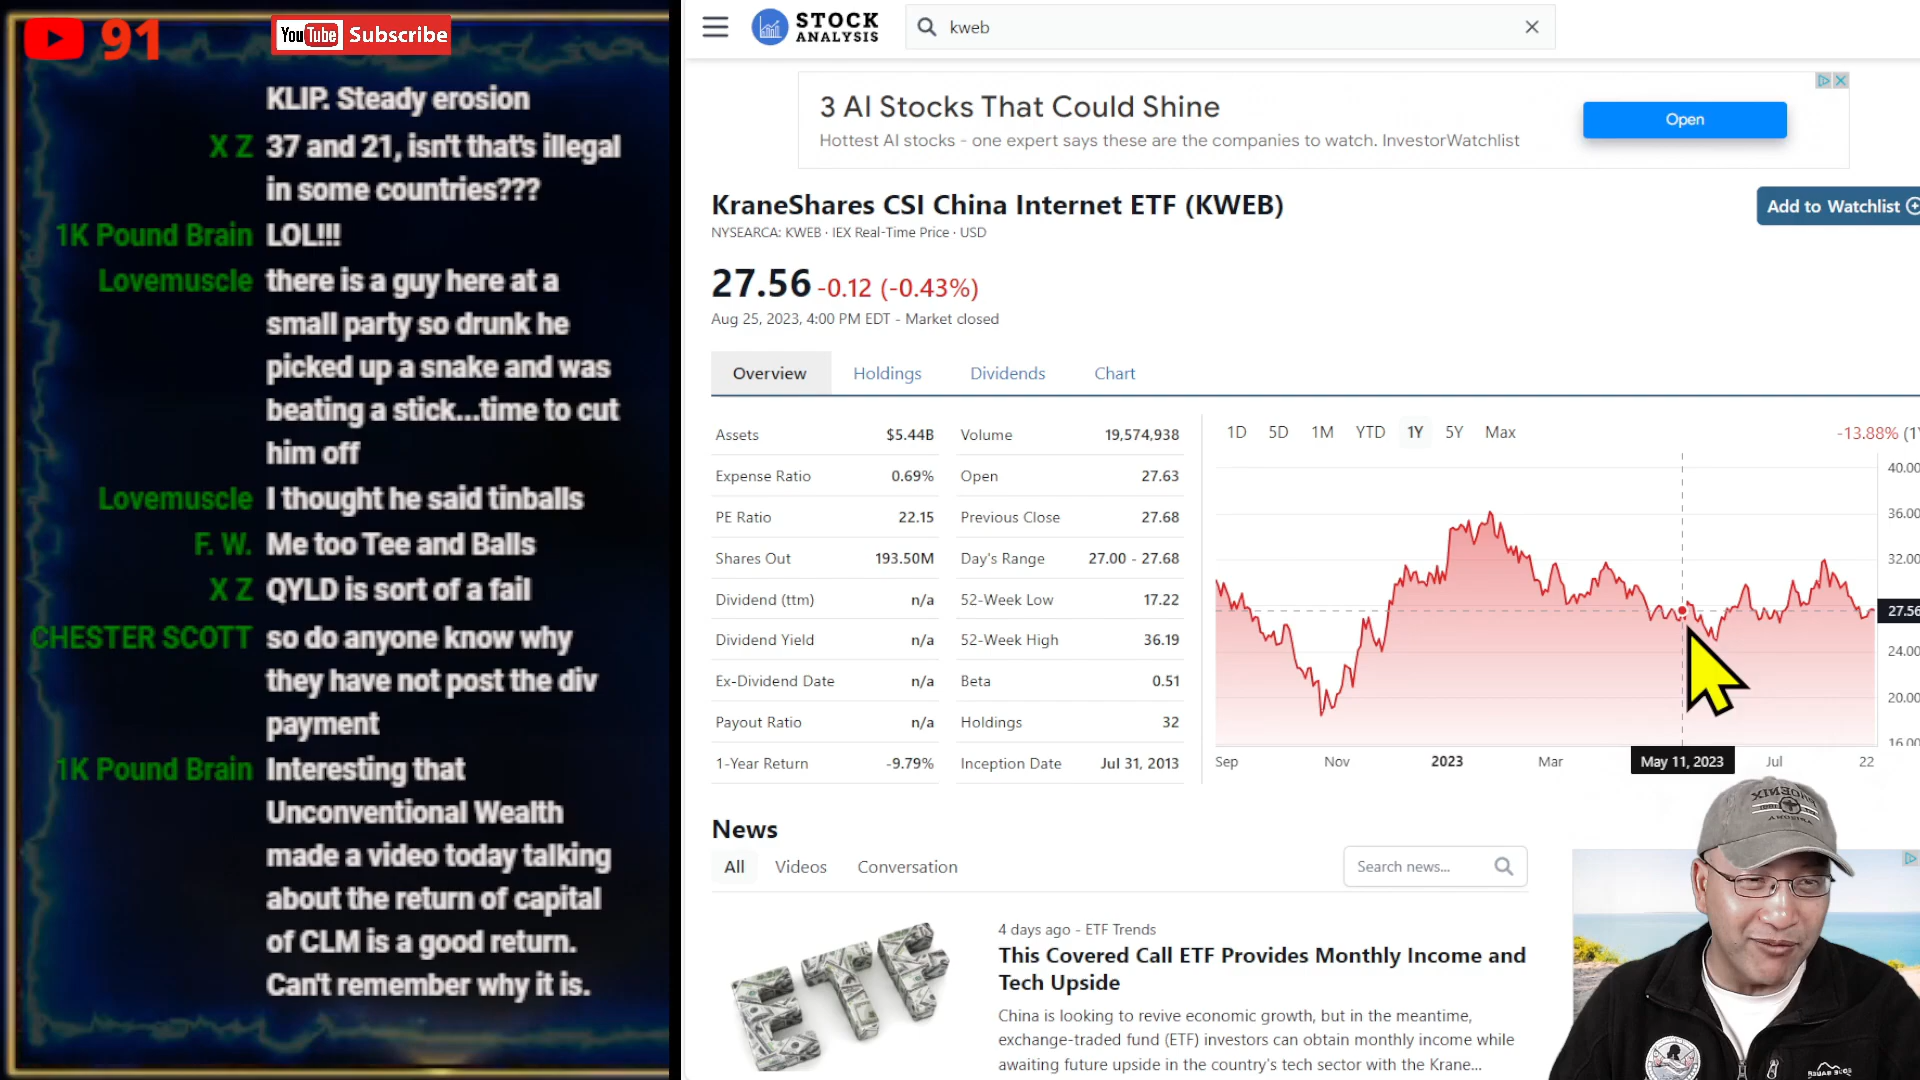 91
YouTube Subscribe
KLIP. Steady erosion
X Z 37 and 21, isn't that's illegal
in some countries???
1K Pound Brain LOL!!!
Lovemuscle there is a guy here at a
small party so drunk he
picked up a snake and was
beating a stick...time to cut
him off
Lovemuscle I thought he said tinballs
F. W. Me too Tee and Balls
X Z QYLD is sort of a fail
CHESTER SCOTT so do anyone know why
they have not post the div
payment
1K Pound Brain Interesting that
Unconventional Wealth
made a video today talking
about the return of capital
of CLM is a good return.
Can't remember why it is.
STOCK
ANALYSIS
kweb
3 AI Stocks That Could Shine
Hottest AI stocks - one expert says these are the companies to watch. InvestorWatchlist
Open
KraneShares CSI China Internet ETF (KWEB)
NYSEARCA: KWEB · IEX Real-Time Price · USD
Add to Watchlist
27.56 -0.12 (-0.43%)
Aug 25, 2023, 4:00 PM EDT - Market closed
Overview Holdings Dividends Chart
Assets $5.44B Volume 19,574,938
Expense Ratio 0.69% Open 27.63
PE Ratio 22.15 Previous Close 27.68
Shares Out 193.50M Day's Range 27.00 - 27.68
Dividend (ttm) n/a 52-Week Low 17.22
Dividend Yield n/a 52-Week High 36.19
Ex-Dividend Date n/a Beta 0.51
Payout Ratio n/a Holdings 32
1-Year Return -9.79% Inception Date Jul 31, 2013
1D 5D 1M YTD 1Y 5Y Max
-13.88% (1Y
40.00
36.00
32.00
27.56
24.00
20.00
16.00
Sep Nov 2023 Mar May 11, 2023 Jul 22
News
All Videos Conversation
Search news...
4 days ago - ETF Trends
This Covered Call ETF Provides Monthly Income and
Tech Upside
China is looking to revive economic growth, but in the meantime,
exchange-traded fund (ETF) investors can obtain monthly income while
awaiting future upside in the country's tech sector with the Krane...
ETF
PHOENIX
ARIZONA